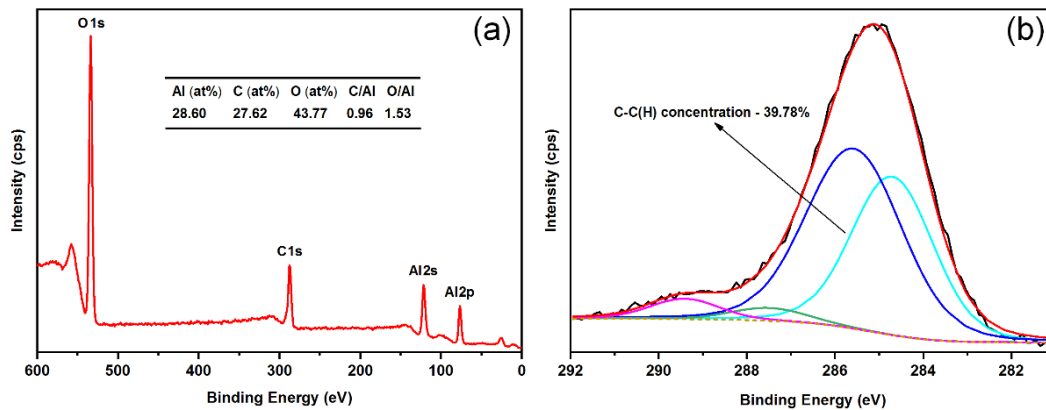 (a)
O1s
Al (at%) C (at%) O (at%) C/Al O/Al
28.60 27.62 43.77 0.96 1.53
C1s
Al2s
Al2p
Intensity (cps)
600 500 400 300 200 100 0
Binding Energy (eV)
(b)
C-C(H) concentration - 39.78%
Intensity (cps)
292 290 288 286 284 282
Binding Energy (eV)